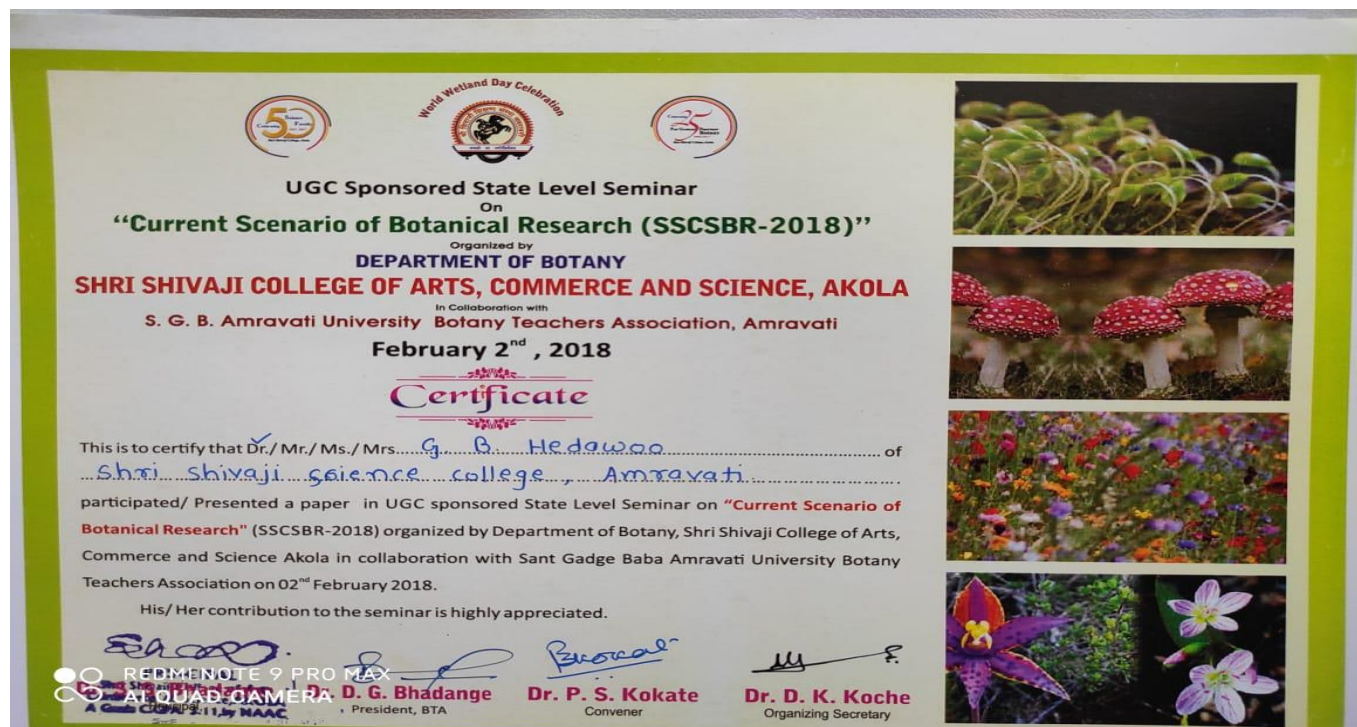 World Wetland Day Celebration
UGC Sponsored State Level Seminar
On
“Current Scenario of Botanical Research (SSCSBR-2018)”
Organized by
DEPARTMENT OF BOTANY
SHRI SHIVAJI COLLEGE OF ARTS, COMMERCE AND SCIENCE, AKOLA
In Collaboration with
S. G. B. Amravati University Botany Teachers Association, Amravati
February 2nd , 2018
Certificate
This is to certify that Dr./ Mr./ Ms./ Mrs..... G. B. Hedawoo of
Shri Shivaji science college, Amravati
participated/ Presented a paper in UGC sponsored State Level Seminar on "Current Scenario of
Botanical Research" (SSCSBR-2018) organized by Department of Botany, Shri Shivaji College of Arts,
Commerce and Science Akola in collaboration with Sant Gadge Baba Amravati University Botany
Teachers Association on 02nd February 2018.
His/ Her contribution to the seminar is highly appreciated.
REDMI NOTE 9 PRO MAX
AI QUAD CAMERA
D. G. Bhadange
Dr. P. S. Kokate
Dr. D. K. Koche
Principal
, President, BTA
Convener
Organizing Secretary
by NAAC